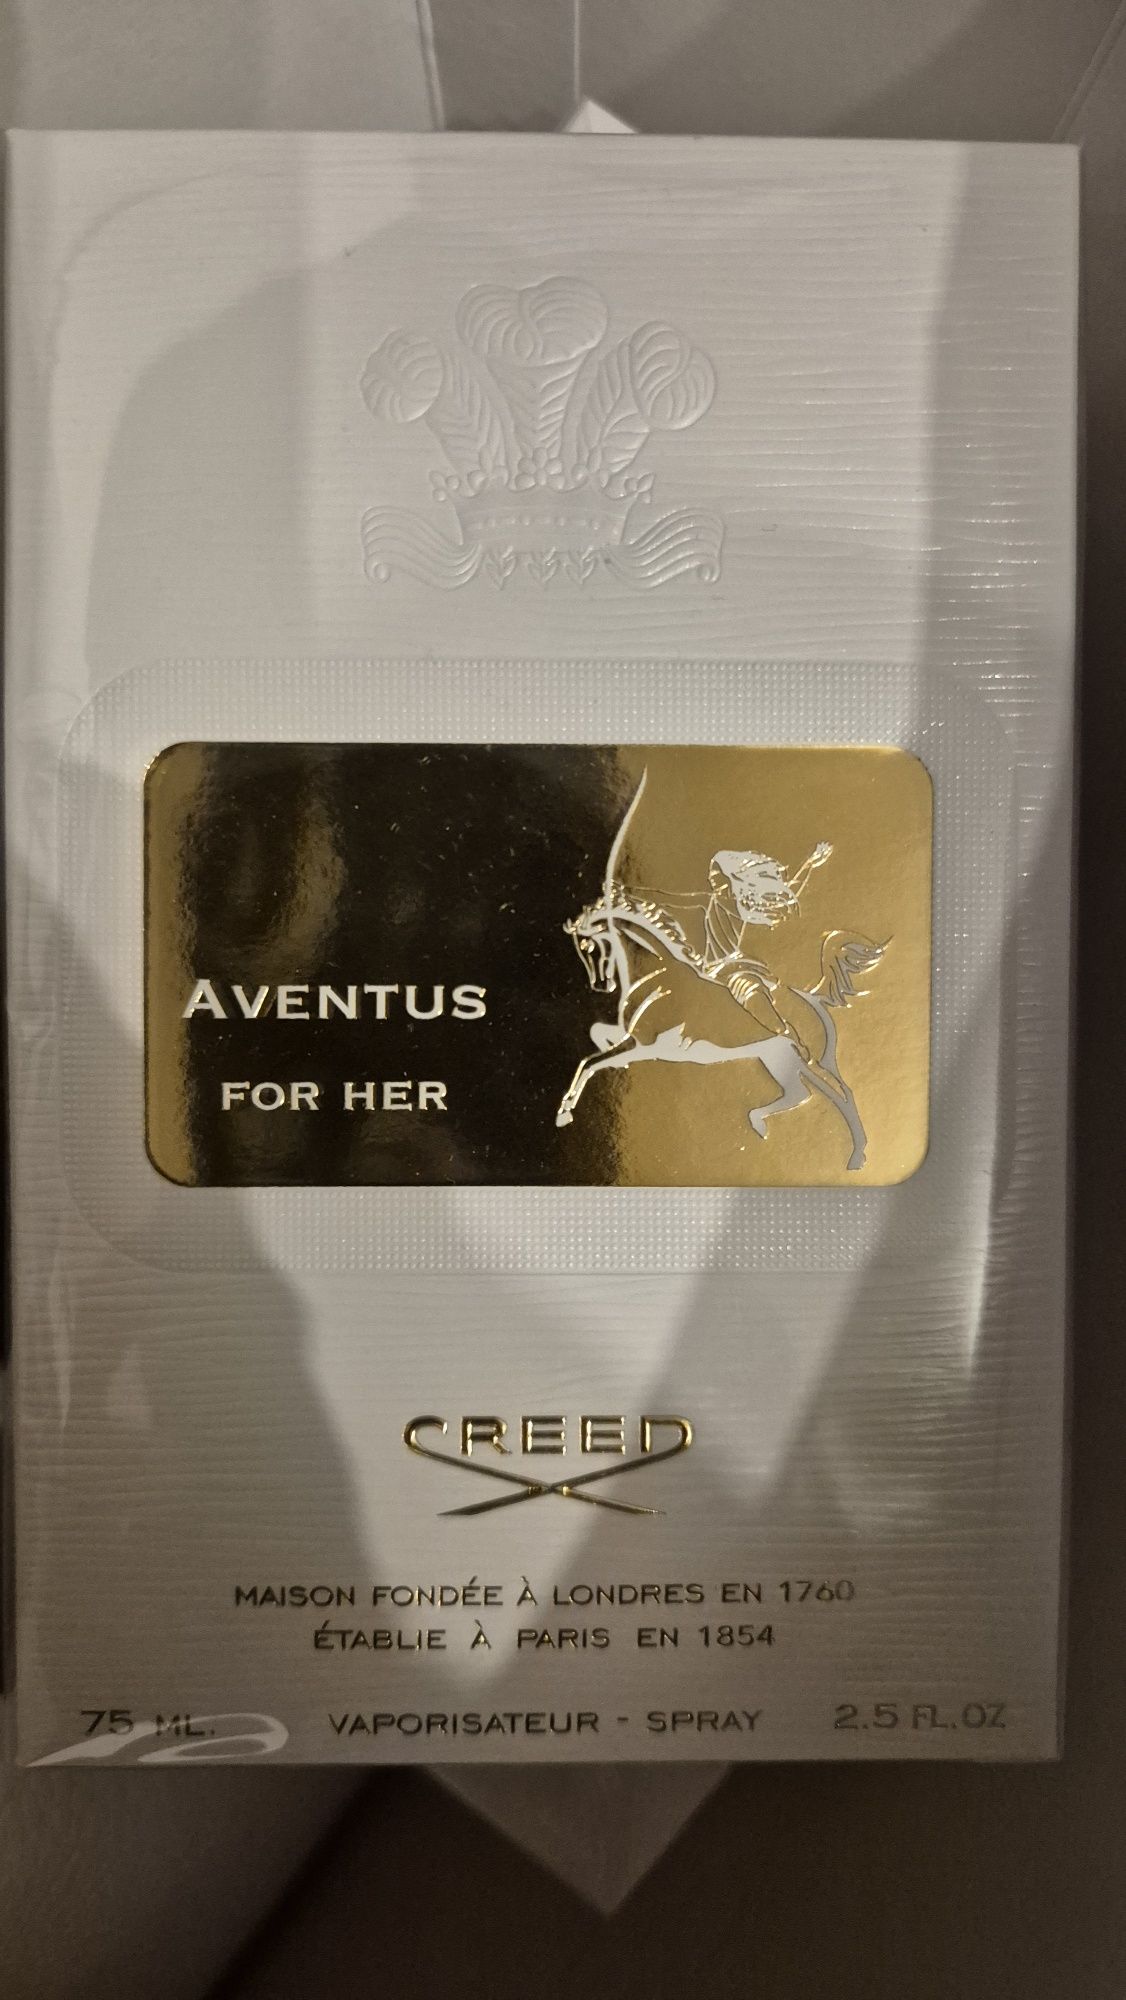 AVENTUS
FOR HER
CREED
MAISON FONDÉE À LONDRES EN 1760
ÉTABLIE À PARIS EN 1854
75 ML. VAPORISATEUR - SPRAY 2.5 FL.OZ